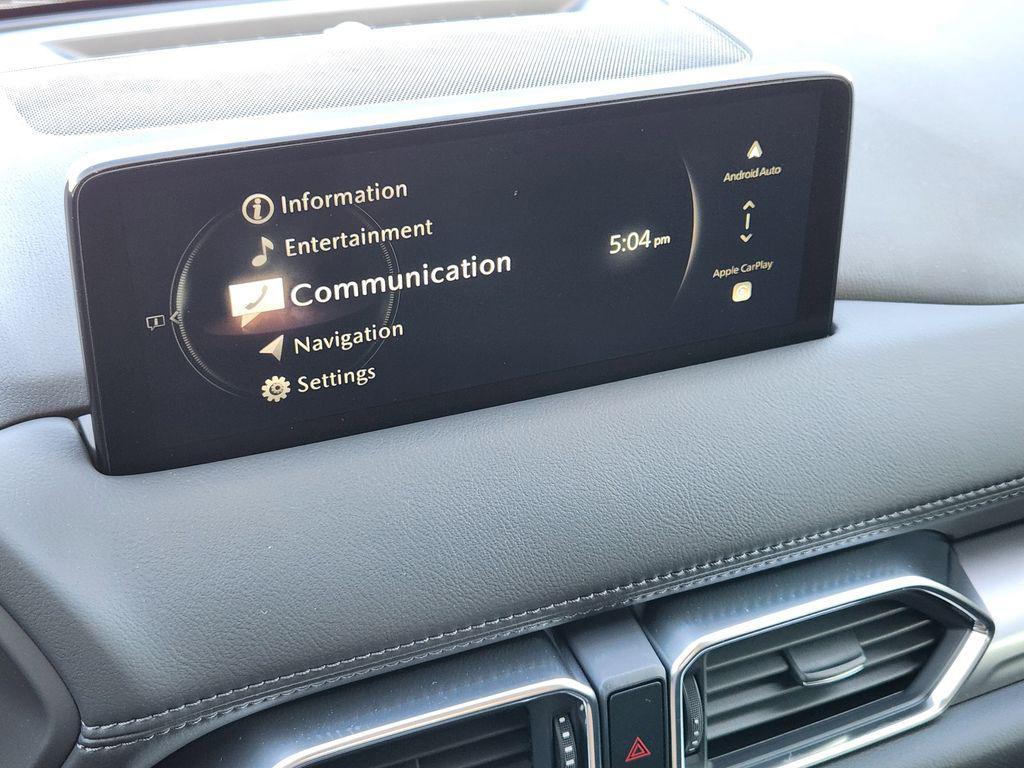 Information
Entertainment
Communication
Navigation
Settings
5:04 pm
Android Auto
Apple CarPlay